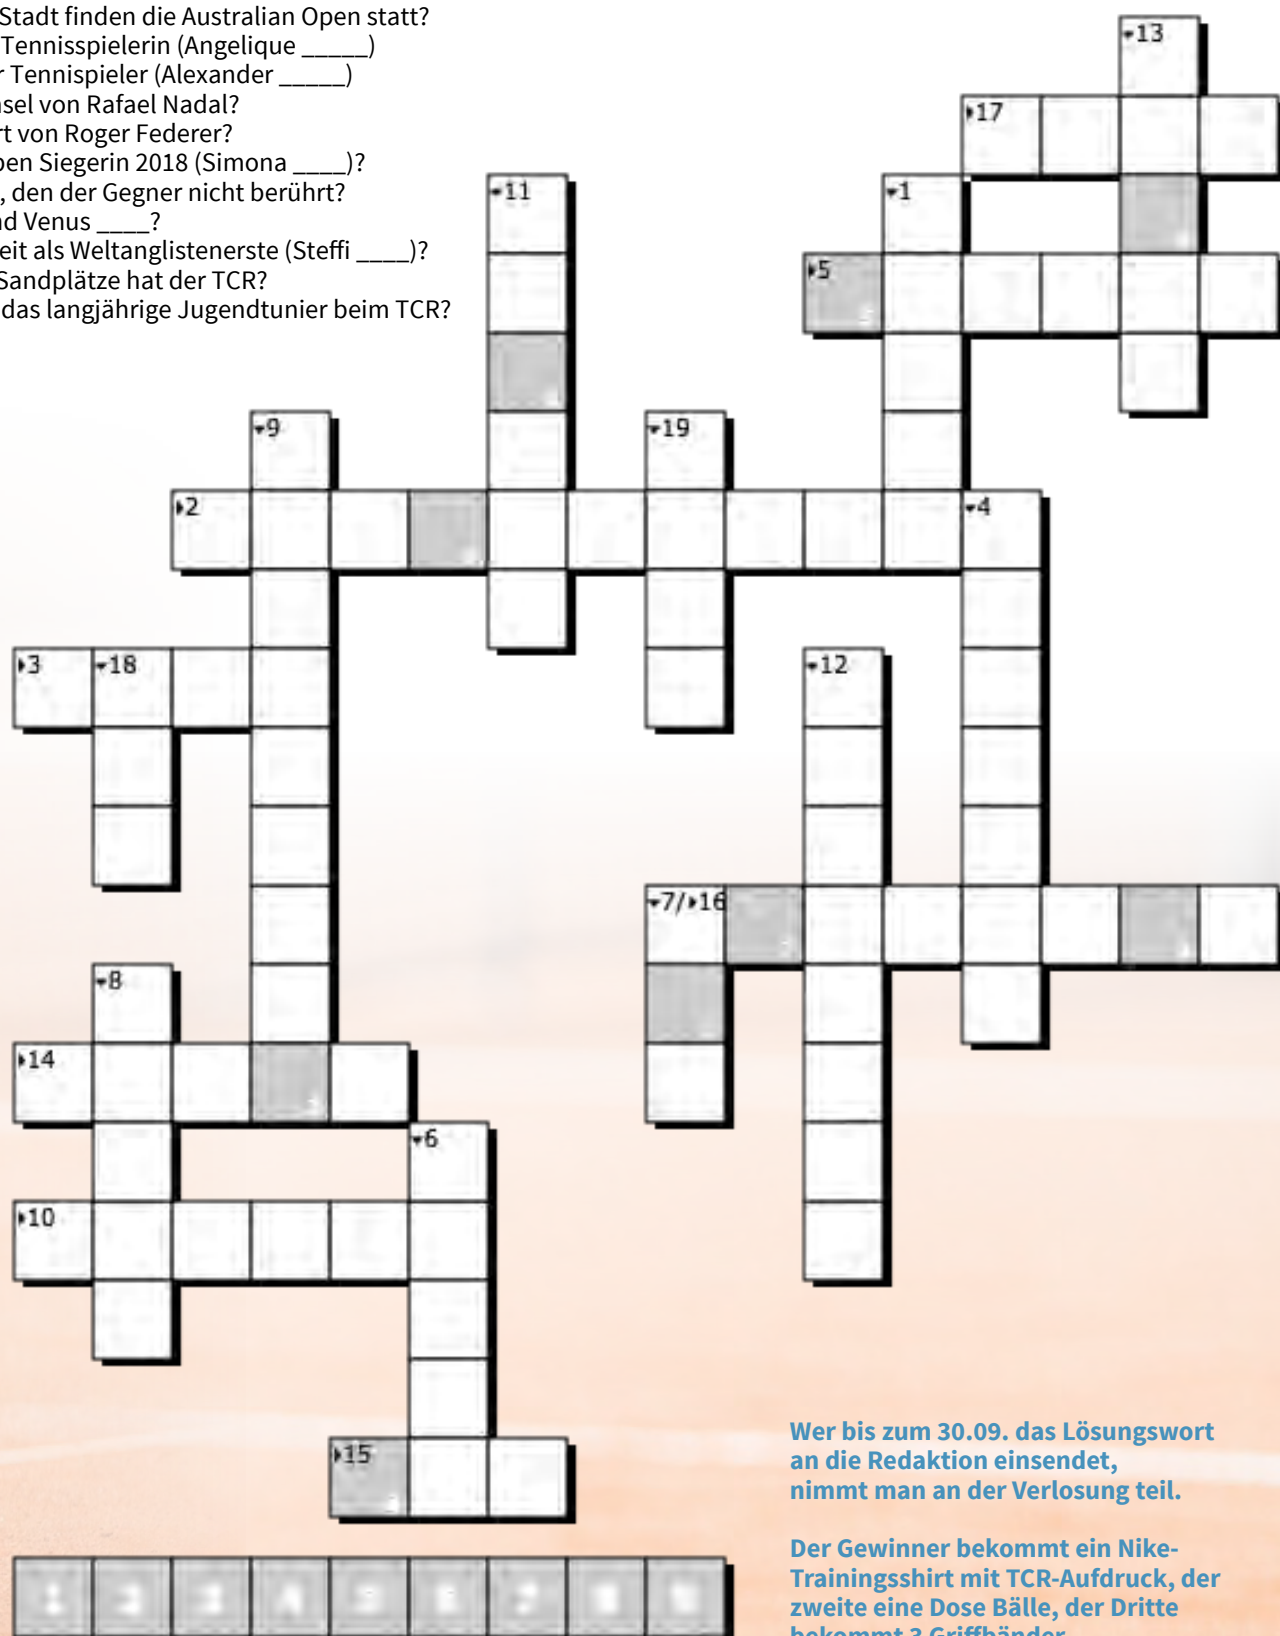 Stadt finden die Australian Open statt?
Tennisspielerin (Angelique _____)
r Tennispieler (Alexander _____)
nsel von Rafael Nadal?
rt von Roger Federer?
pen Siegerin 2018 (Simona ____)?
, den der Gegner nicht berührt?
nd Venus ____?
eit als Weltranglistenerste (Steffi ____)?
Sandplätze hat der TCR?
das langjährige Jugendtunier beim TCR?
13
17
11
1
5
9
19
2
4
3
18
12
7/16
8
14
6
10
15
Wer bis zum 30.09. das Lösungswort
an die Redaktion einsendet,
nimmt man an der Verlosung teil.
Der Gewinner bekommt ein Nike-
Trainingsshirt mit TCR-Aufdruck, der
zweite eine Dose Bälle, der Dritte
bekommt 3 Griffbänder